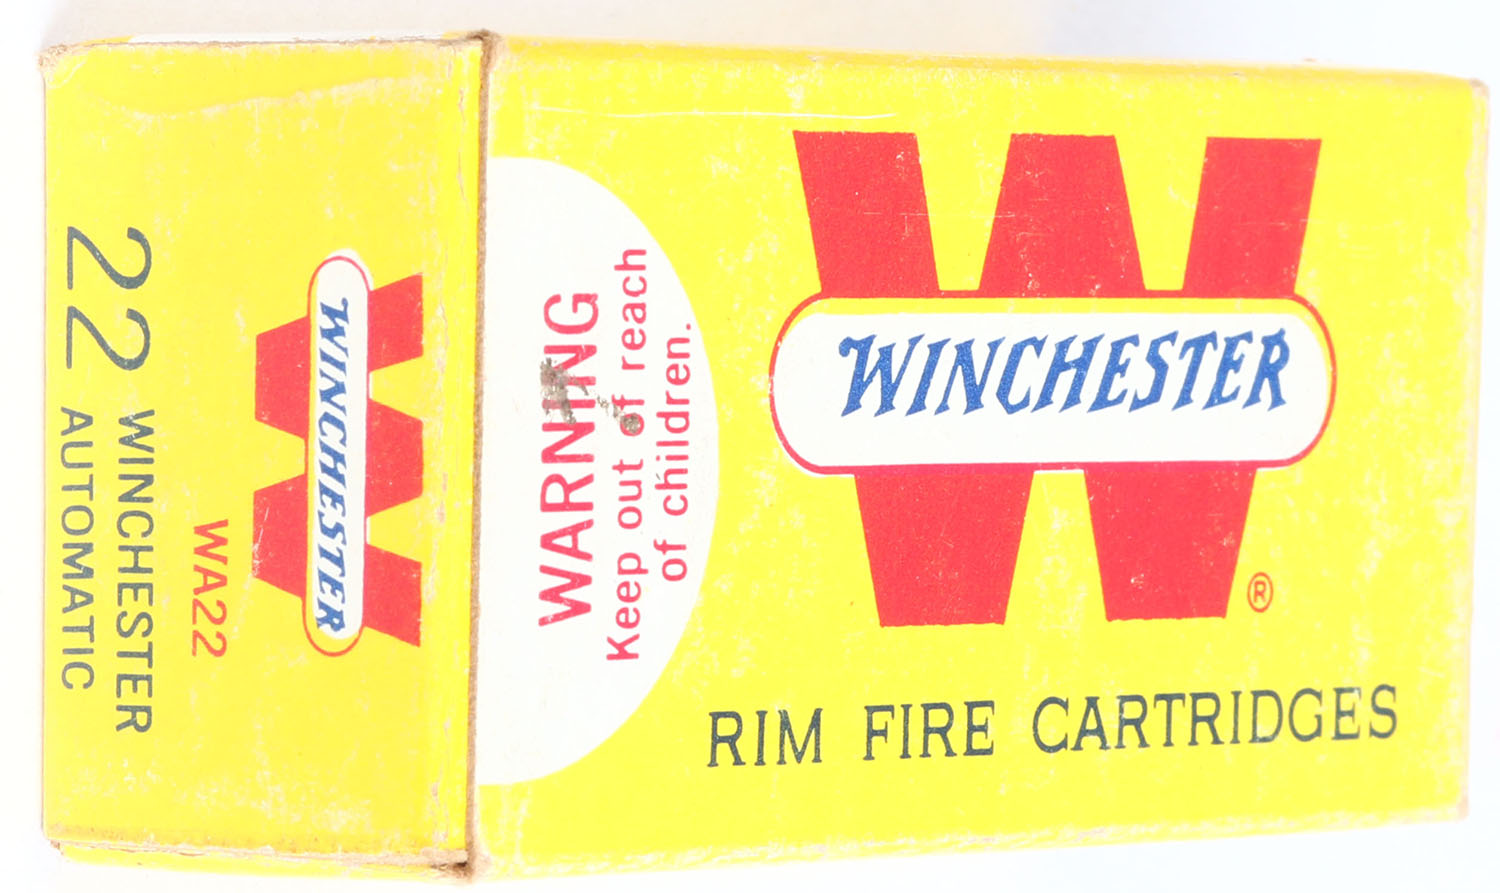 WINCHESTER
WA22
22 WINCHESTER
AUTOMATIC
WARNING
Keep out of reach
of children.
W
WINCHESTER
®
RIM FIRE CARTRIDGES